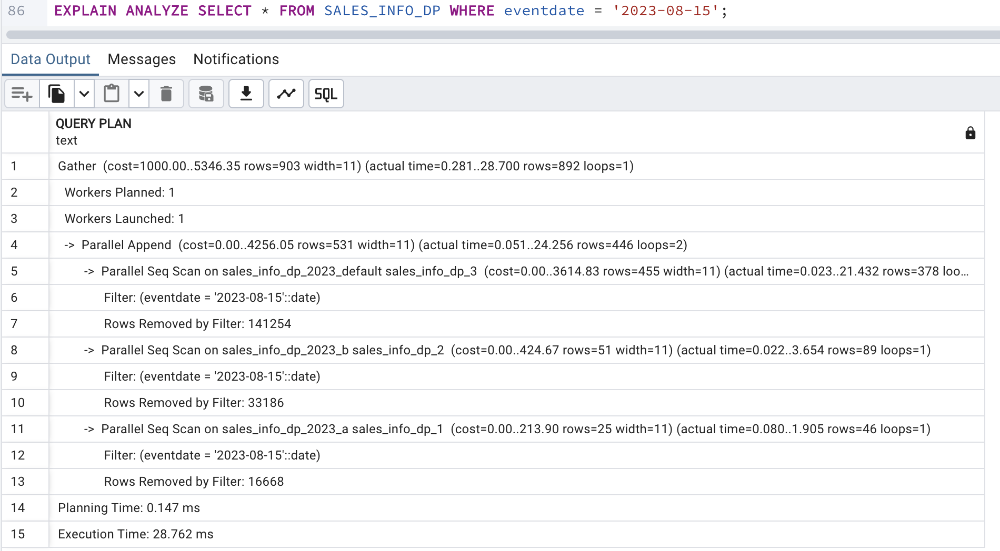 86 EXPLAIN ANALYZE SELECT * FROM SALES_INFO_DP WHERE eventdate = '2023-08-15';
Data Output Messages Notifications
SQL
QUERY PLAN
text
1 Gather (cost=1000.00..5346.35 rows=903 width=11) (actual time=0.281..28.700 rows=892 loops=1)
2 Workers Planned: 1
3 Workers Launched: 1
4 -> Parallel Append (cost=0.00..4256.05 rows=531 width=11) (actual time=0.051..24.256 rows=446 loops=2)
5 -> Parallel Seq Scan on sales_info_dp_2023_default sales_info_dp_3 (cost=0.00..3614.83 rows=455 width=11) (actual time=0.023..21.432 rows=378 loo…
6 Filter: (eventdate = '2023-08-15'::date)
7 Rows Removed by Filter: 141254
8 -> Parallel Seq Scan on sales_info_dp_2023_b sales_info_dp_2 (cost=0.00..424.67 rows=51 width=11) (actual time=0.022..3.654 rows=89 loops=1)
9 Filter: (eventdate = '2023-08-15'::date)
10 Rows Removed by Filter: 33186
11 -> Parallel Seq Scan on sales_info_dp_2023_a sales_info_dp_1 (cost=0.00..213.90 rows=25 width=11) (actual time=0.080..1.905 rows=46 loops=1)
12 Filter: (eventdate = '2023-08-15'::date)
13 Rows Removed by Filter: 16668
14 Planning Time: 0.147 ms
15 Execution Time: 28.762 ms